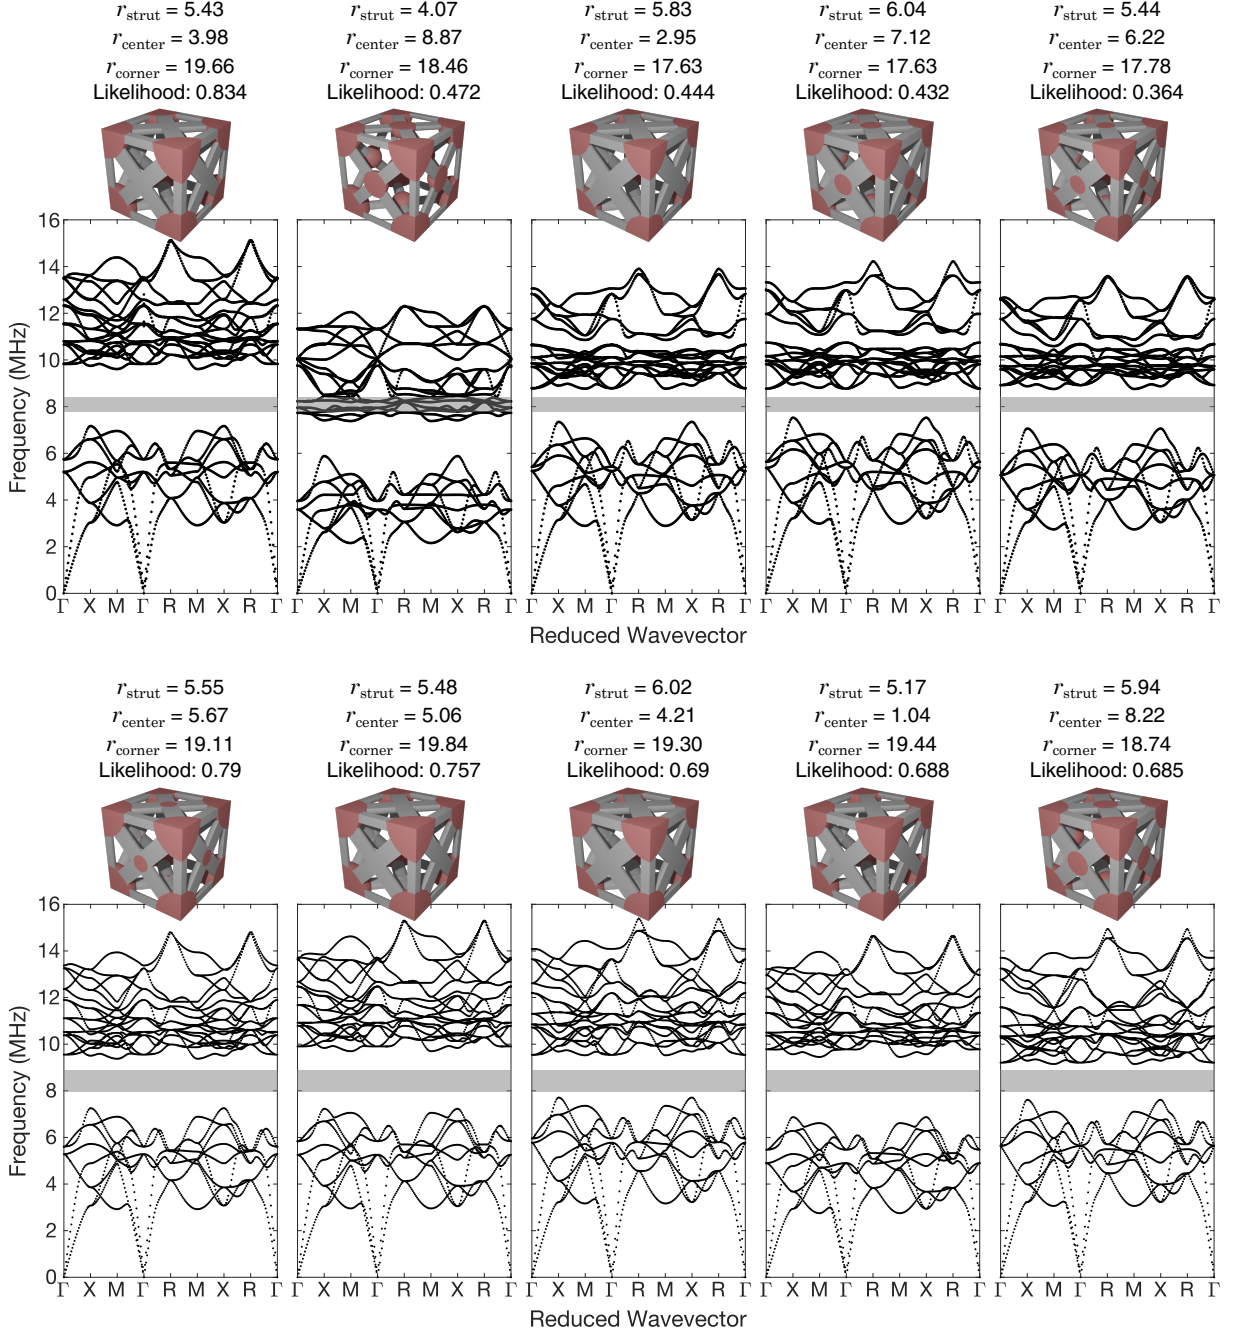 r_strut = 5.43 r_strut = 4.07 r_strut = 5.83 r_strut = 6.04 r_strut = 5.44
r_center = 3.98 r_center = 8.87 r_center = 2.95 r_center = 7.12 r_center = 6.22
r_corner = 19.66 r_corner = 18.46 r_corner = 17.63 r_corner = 17.63 r_corner = 17.78
Likelihood: 0.834 Likelihood: 0.472 Likelihood: 0.444 Likelihood: 0.432 Likelihood: 0.364
16
14
12
10
8
6
4
2
0
Frequency (MHz)
Γ X M Γ R M X R Γ Γ X M Γ R M X R Γ Γ X M Γ R M X R Γ Γ X M Γ R M X R Γ Γ X M Γ R M X R Γ
Reduced Wavevector
r_strut = 5.55 r_strut = 5.48 r_strut = 6.02 r_strut = 5.17 r_strut = 5.94
r_center = 5.67 r_center = 5.06 r_center = 4.21 r_center = 1.04 r_center = 8.22
r_corner = 19.11 r_corner = 19.84 r_corner = 19.30 r_corner = 19.44 r_corner = 18.74
Likelihood: 0.79 Likelihood: 0.757 Likelihood: 0.69 Likelihood: 0.688 Likelihood: 0.685
16
14
12
10
8
6
4
2
0
Frequency (MHz)
Γ X M Γ R M X R Γ Γ X M Γ R M X R Γ Γ X M Γ R M X R Γ Γ X M Γ R M X R Γ Γ X M Γ R M X R Γ
Reduced Wavevector